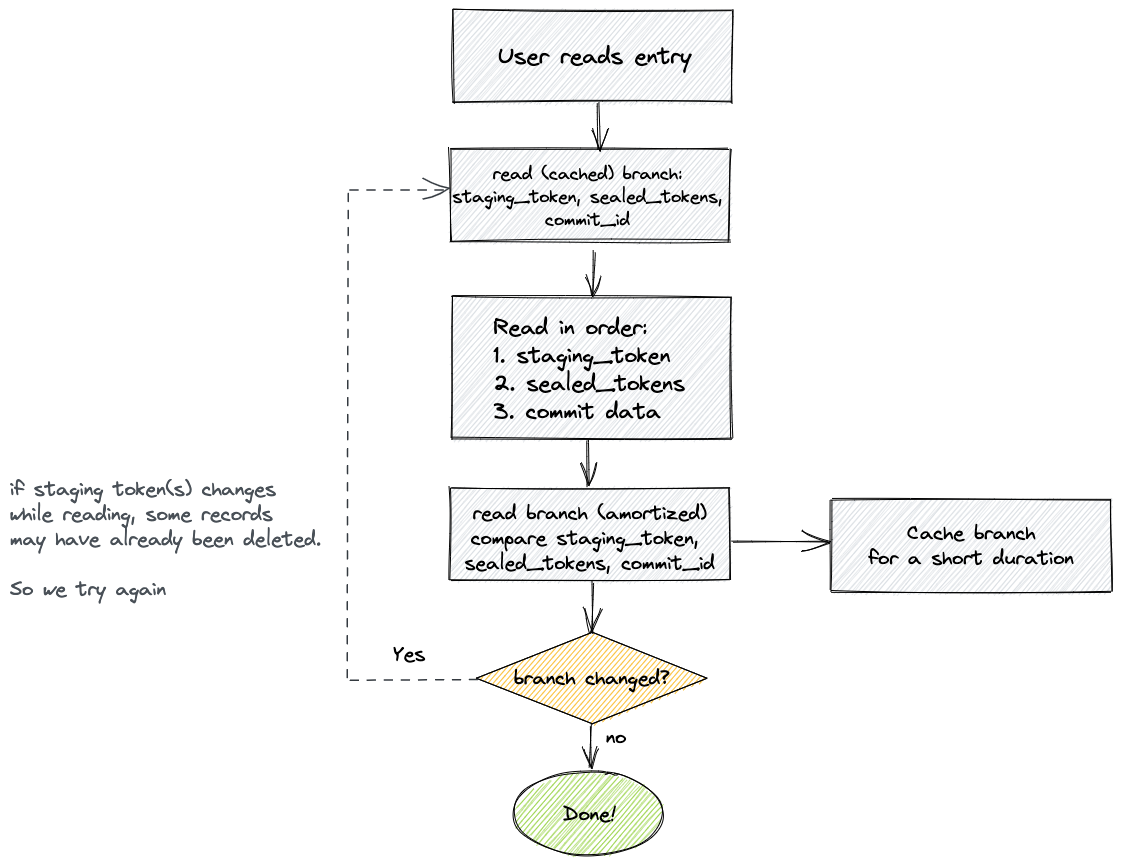 User reads entry
read (cached) branch:
staging_token, sealed_tokens,
commit_id
Read in order:
1. staging_token
2. sealed_tokens
3. commit data
if staging token(s) changes
while reading, some records
may have already been deleted.
So we try again
read branch (amortized)
compare staging_token,
sealed_tokens, commit_id
Cache branch
for a short duration
Yes
branch changed?
no
Done!